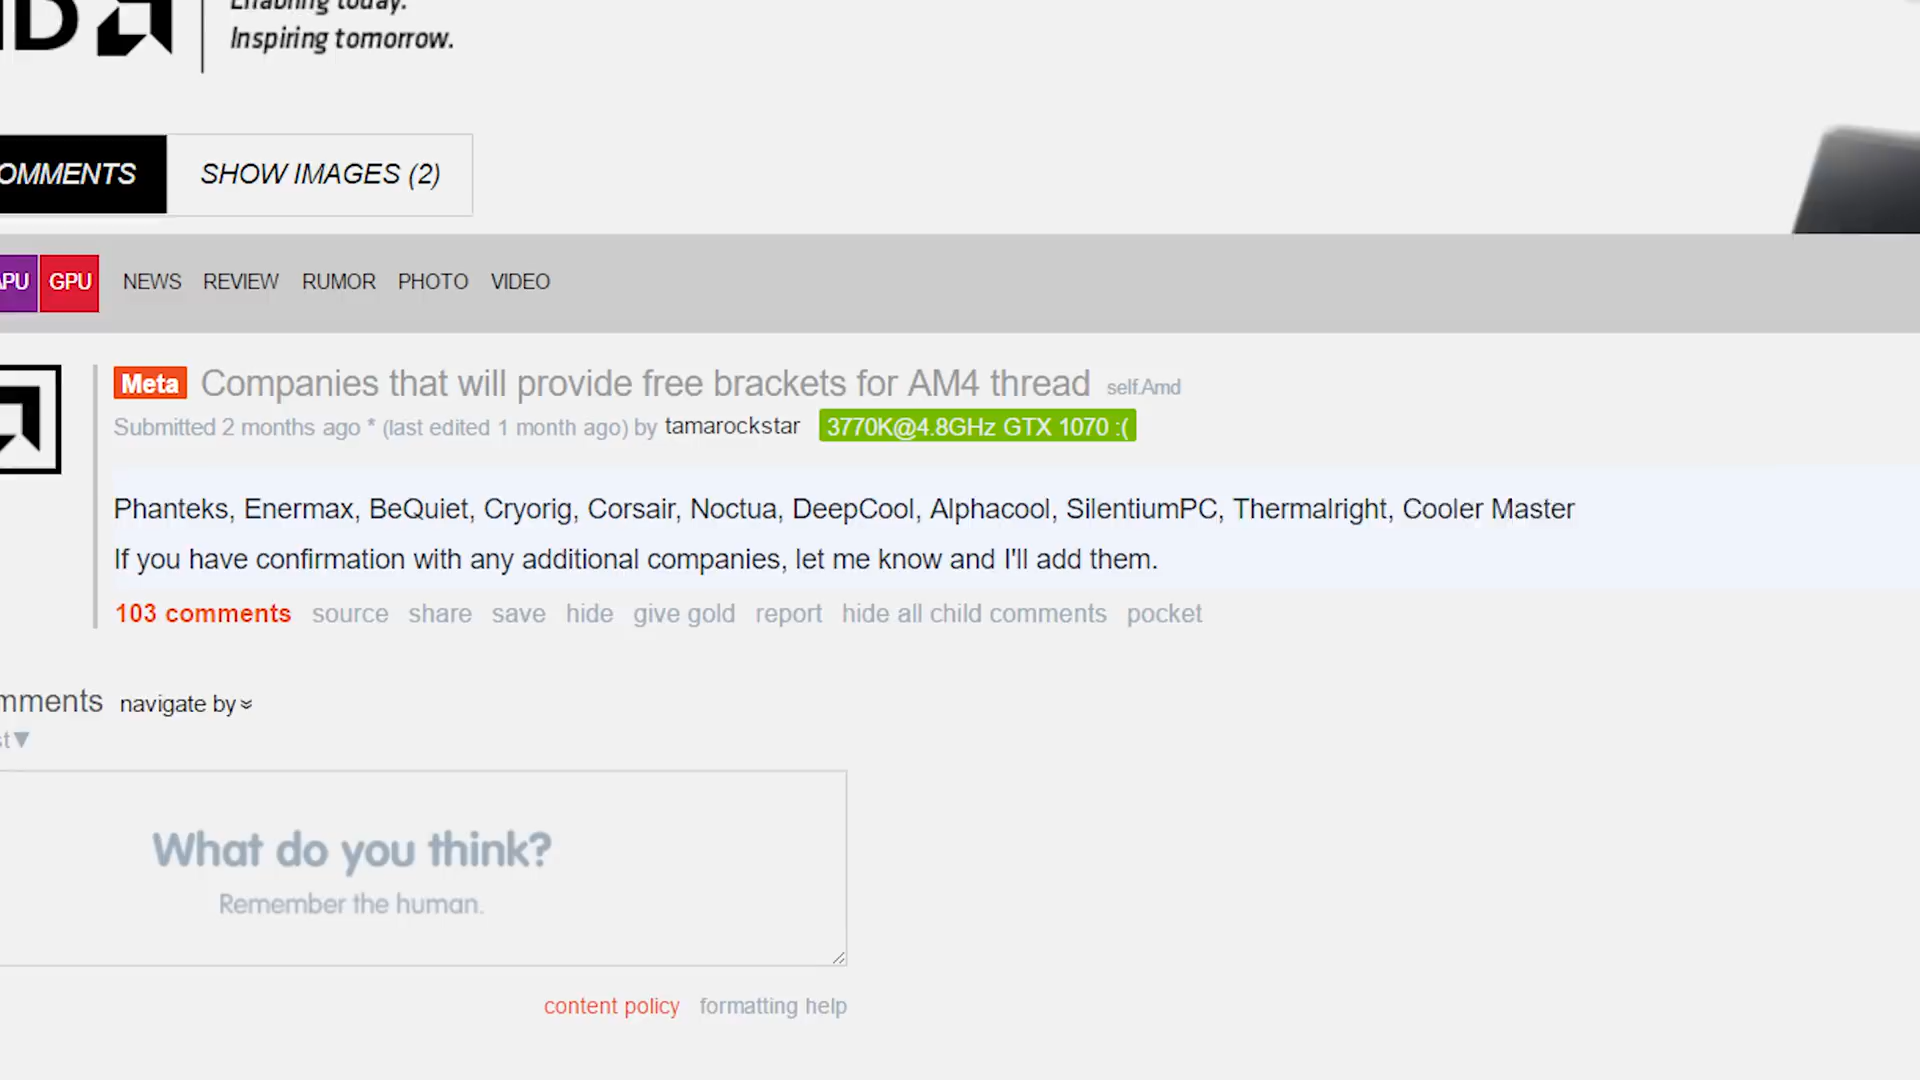 Enabling today.
Inspiring tomorrow.
OMMENTS
SHOW IMAGES (2)
APU
GPU
NEWS
REVIEW
RUMOR
PHOTO
VIDEO
Meta Companies that will provide free brackets for AM4 thread self.Amd
Submitted 2 months ago * (last edited 1 month ago) by tamarockstar 3770K@4.8GHz GTX 1070 :(
Phanteks, Enermax, BeQuiet, Cryorig, Corsair, Noctua, DeepCool, Alphacool, SilentiumPC, Thermalright, Cooler Master
If you have confirmation with any additional companies, let me know and I'll add them.
103 comments source share save hide give gold report hide all child comments pocket
mments navigate by
st▼
What do you think?
Remember the human.
content policy formatting help